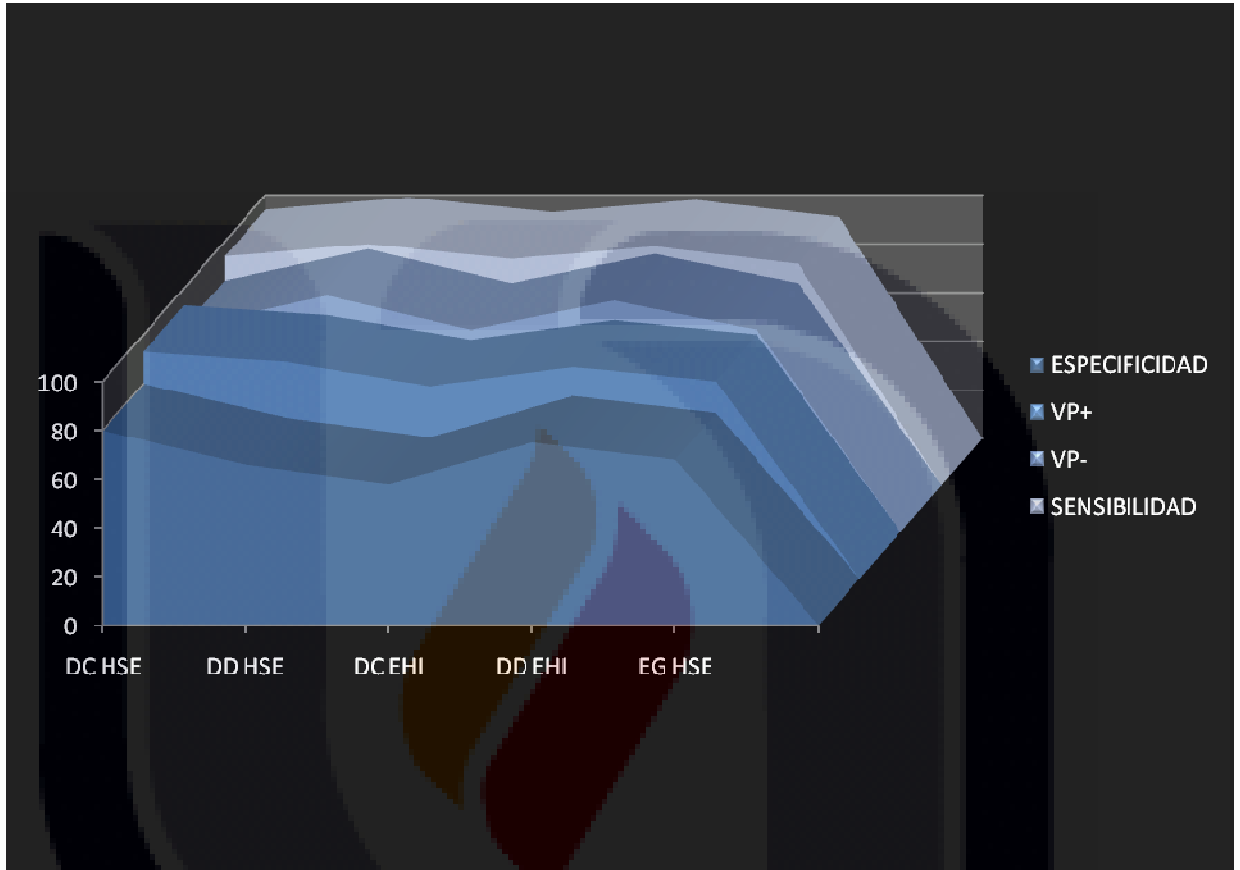 100
80
60
40
20
0
DC HSE
DD HSE
DC EHI
DD EHI
EG HSE
ESPECIFICIDAD
VP+
VP-
SENSIBILIDAD